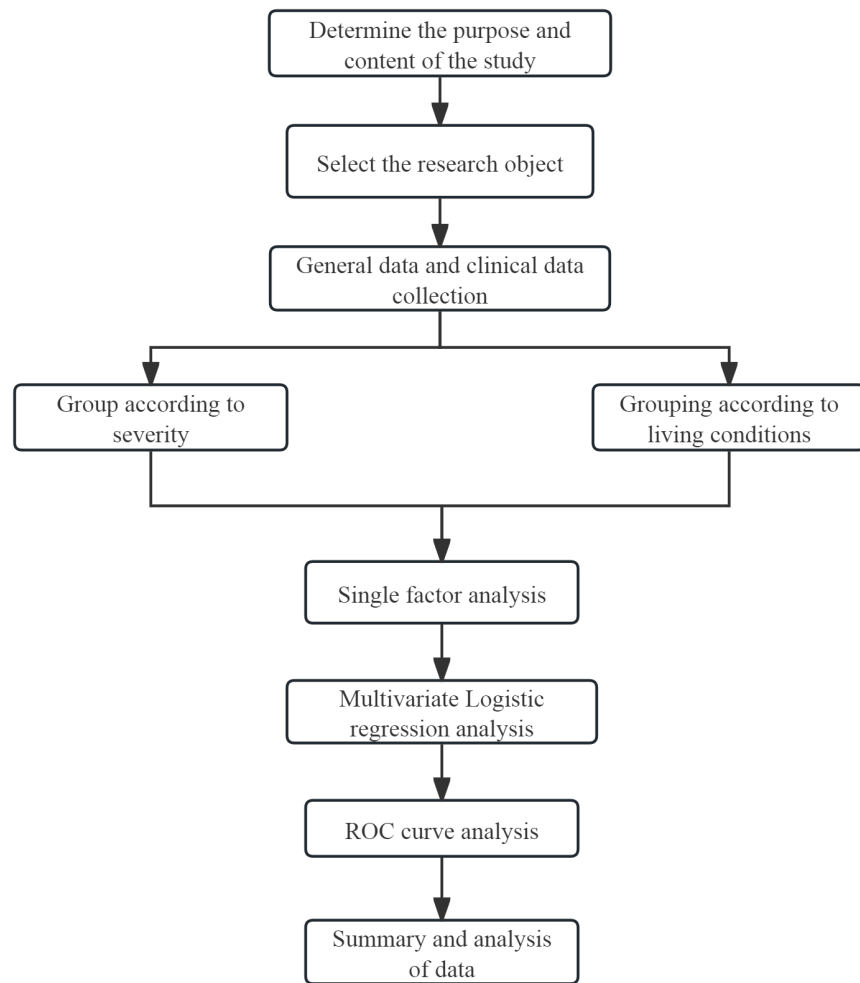 Determine the purpose and
content of the study
Select the research object
General data and clinical data
collection
Group according to
severity
Grouping according to
living conditions
Single factor analysis
Multivariate Logistic
regression analysis
ROC curve analysis
Summary and analysis
of data